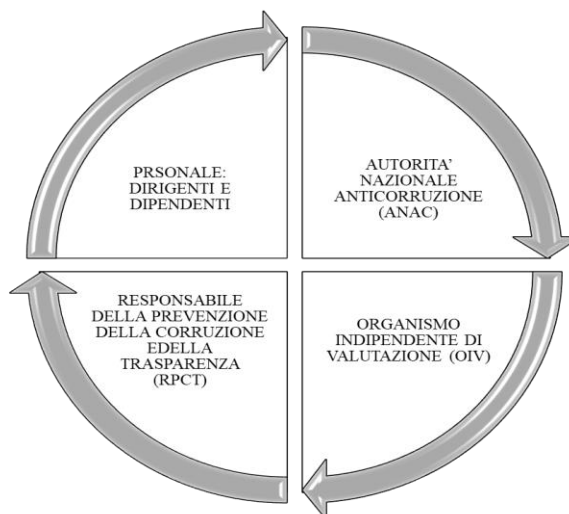 PRSONALE:
DIRIGENTI E
DIPENDENTI
AUTORITA’
NAZIONALE
ANTICORRUZIONE
(ANAC)
RESPONSABILE
DELLA PREVENZIONE
DELLA CORRUZIONE
EDELLA
TRASPARENZA
(RPCT)
ORGANISMO
INDIPENDENTE DI
VALUTAZIONE (OIV)